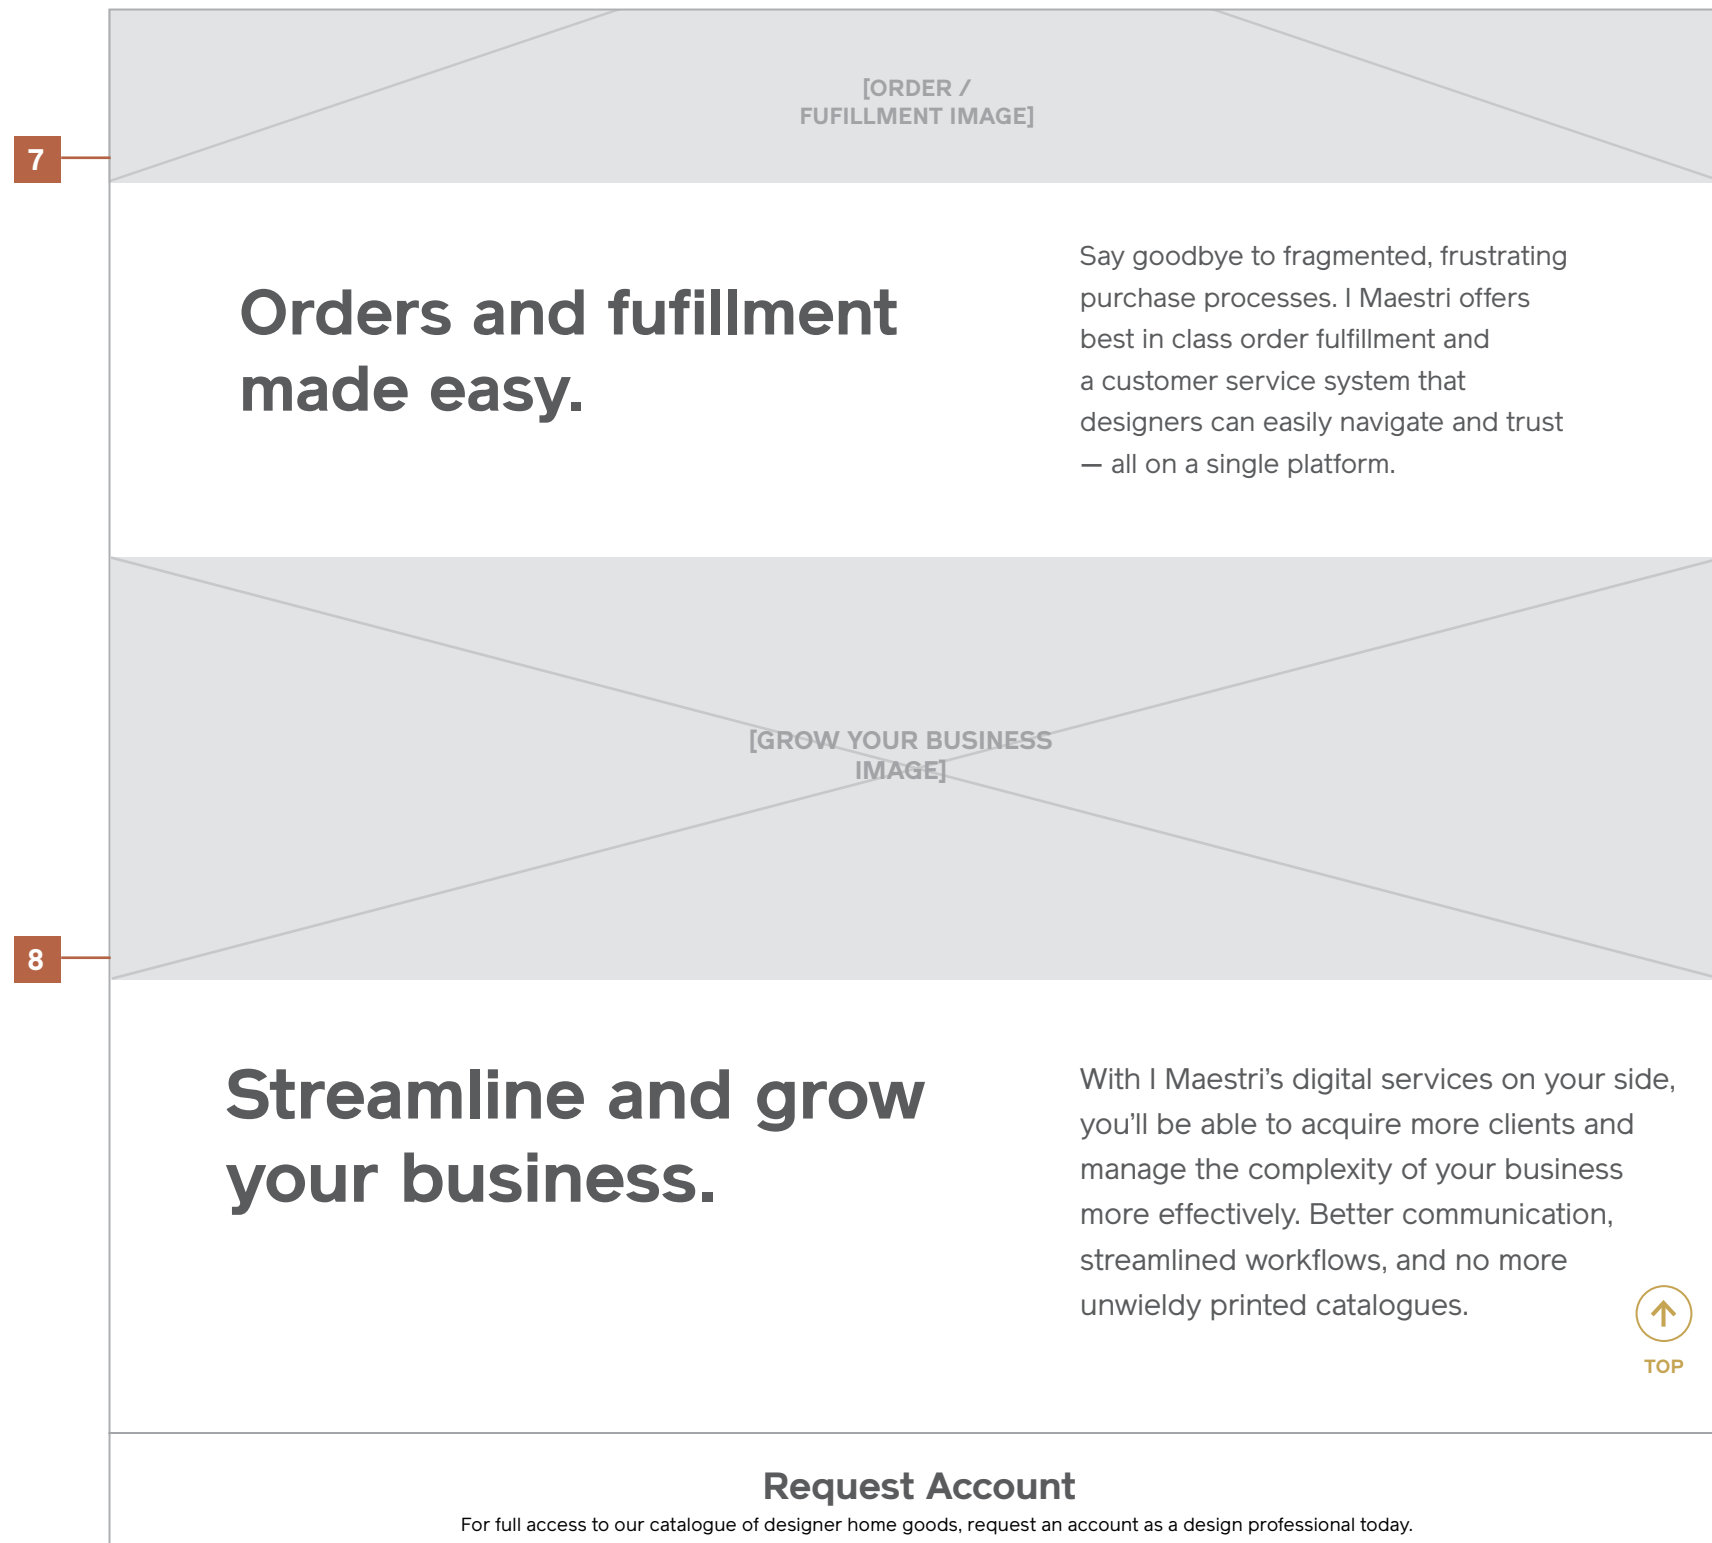 [ORDER /
FUFILLMENT IMAGE]
7
Orders and fufillment
made easy.
Say goodbye to fragmented, frustrating
purchase processes. I Maestri offers
best in class order fulfillment and
a customer service system that
designers can easily navigate and trust
— all on a single platform.
[GROW YOUR BUSINESS
IMAGE]
8
Streamline and grow
your business.
With I Maestri’s digital services on your side,
you’ll be able to acquire more clients and
manage the complexity of your business
more effectively. Better communication,
streamlined workflows, and no more
unwieldy printed catalogues.
TOP
Request Account
For full access to our catalogue of designer home goods, request an account as a design professional today.